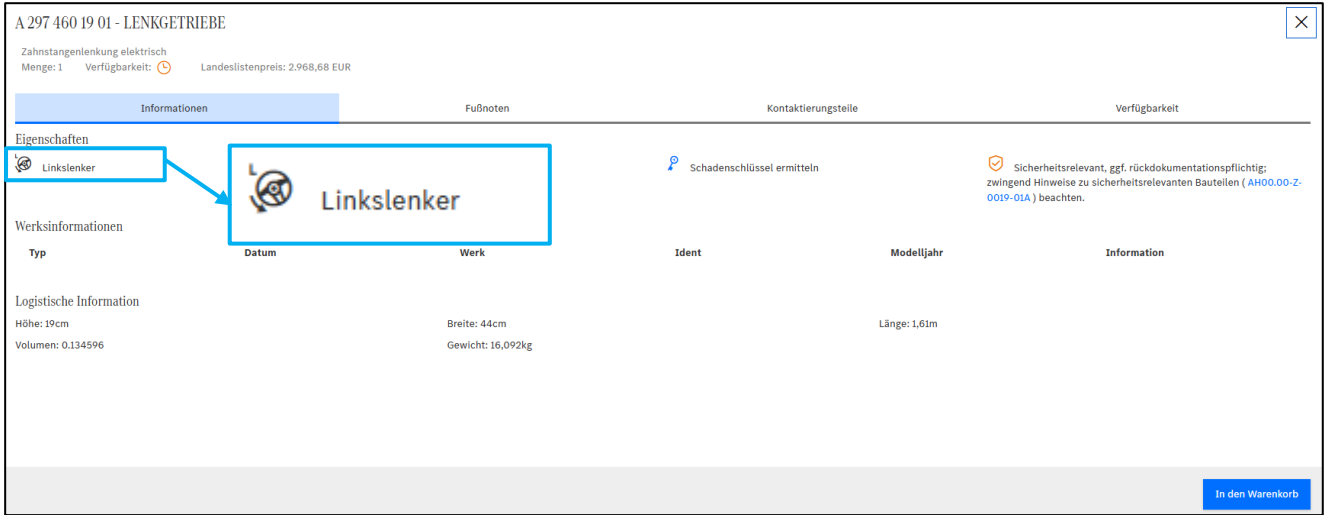 A 297 460 19 01 - LENKGETRIEBE
Zahnstangenlenkung elektrisch
Menge: 1 Verfügbarkeit: Landeslistenpreis: 2.968,68 EUR
Informationen Fußnoten Kontaktierungsteile Verfügbarkeit
Eigenschaften
L Linkslenker
L Linkslenker
Schadenschlüssel ermitteln
Sicherheitsrelevant, ggf. rückdokumentationspflichtig;
zwingend Hinweise zu sicherheitsrelevanten Bauteilen ( AH00.00-Z-
0019-01A ) beachten.
Werksinformationen
Typ Datum Werk Ident Modelljahr Information
Logistische Information
Höhe: 19cm Breite: 44cm Länge: 1,61m
Volumen: 0.134596 Gewicht: 16,092kg
In den Warenkorb